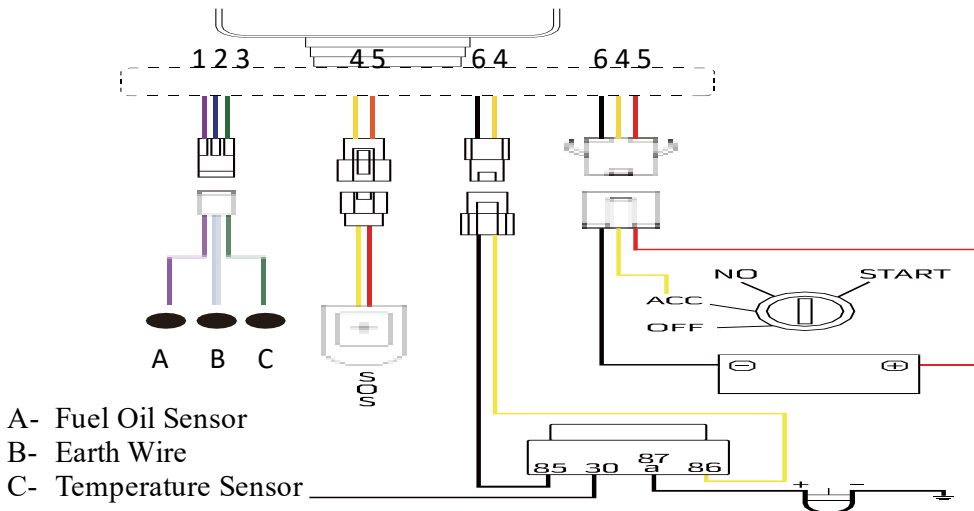 1 2 3 4 5 6 4 6 4 5
NO START
ACC
OFF
A B C
SOS
A- Fuel Oil Sensor
B- Earth Wire
C- Temperature Sensor
85 30 87a 86
- +
+ -